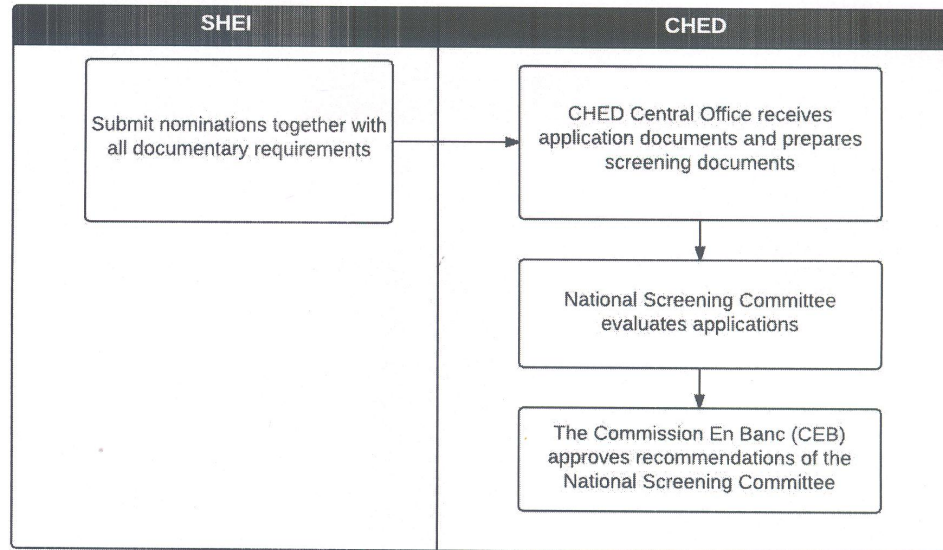 SHEI
CHED
Submit nominations together with
all documentary requirements
CHED Central Office receives
application documents and prepares
screening documents
National Screening Committee
evaluates applications
The Commission En Banc (CEB)
approves recommendations of the
National Screening Committee